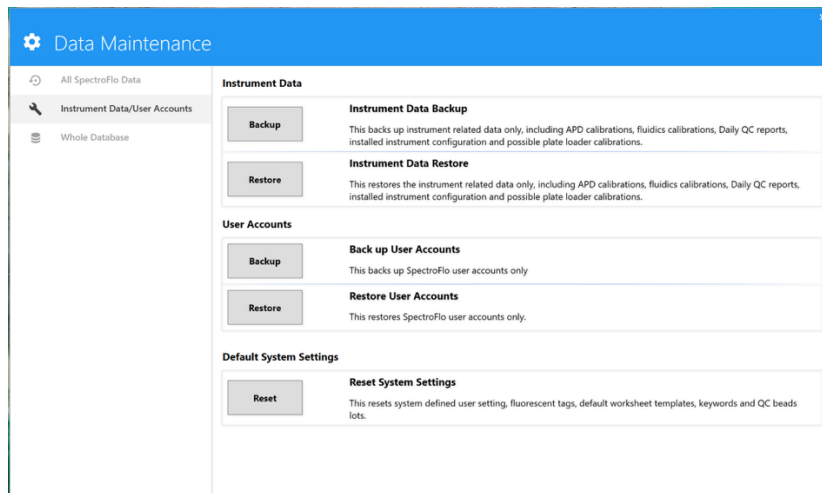 Data Maintenance
All SpectroFlo Data
Instrument Data/User Accounts
Whole Database
Instrument Data
Backup
Instrument Data Backup
This backs up instrument related data only, including APD calibrations, fluidics calibrations, Daily QC reports,
installed instrument configuration and possible plate loader calibrations.
Restore
Instrument Data Restore
This restores the instrument related data only, including APD calibrations, fluidics calibrations, Daily QC reports,
installed instrument configuration and possible plate loader calibrations.
User Accounts
Backup
Back up User Accounts
This backs up SpectroFlo user accounts only
Restore
Restore User Accounts
This restores SpectroFlo user accounts only.
Default System Settings
Reset
Reset System Settings
This resets system defined user setting, fluorescent tags, default worksheet templates, keywords and QC beads
lots.